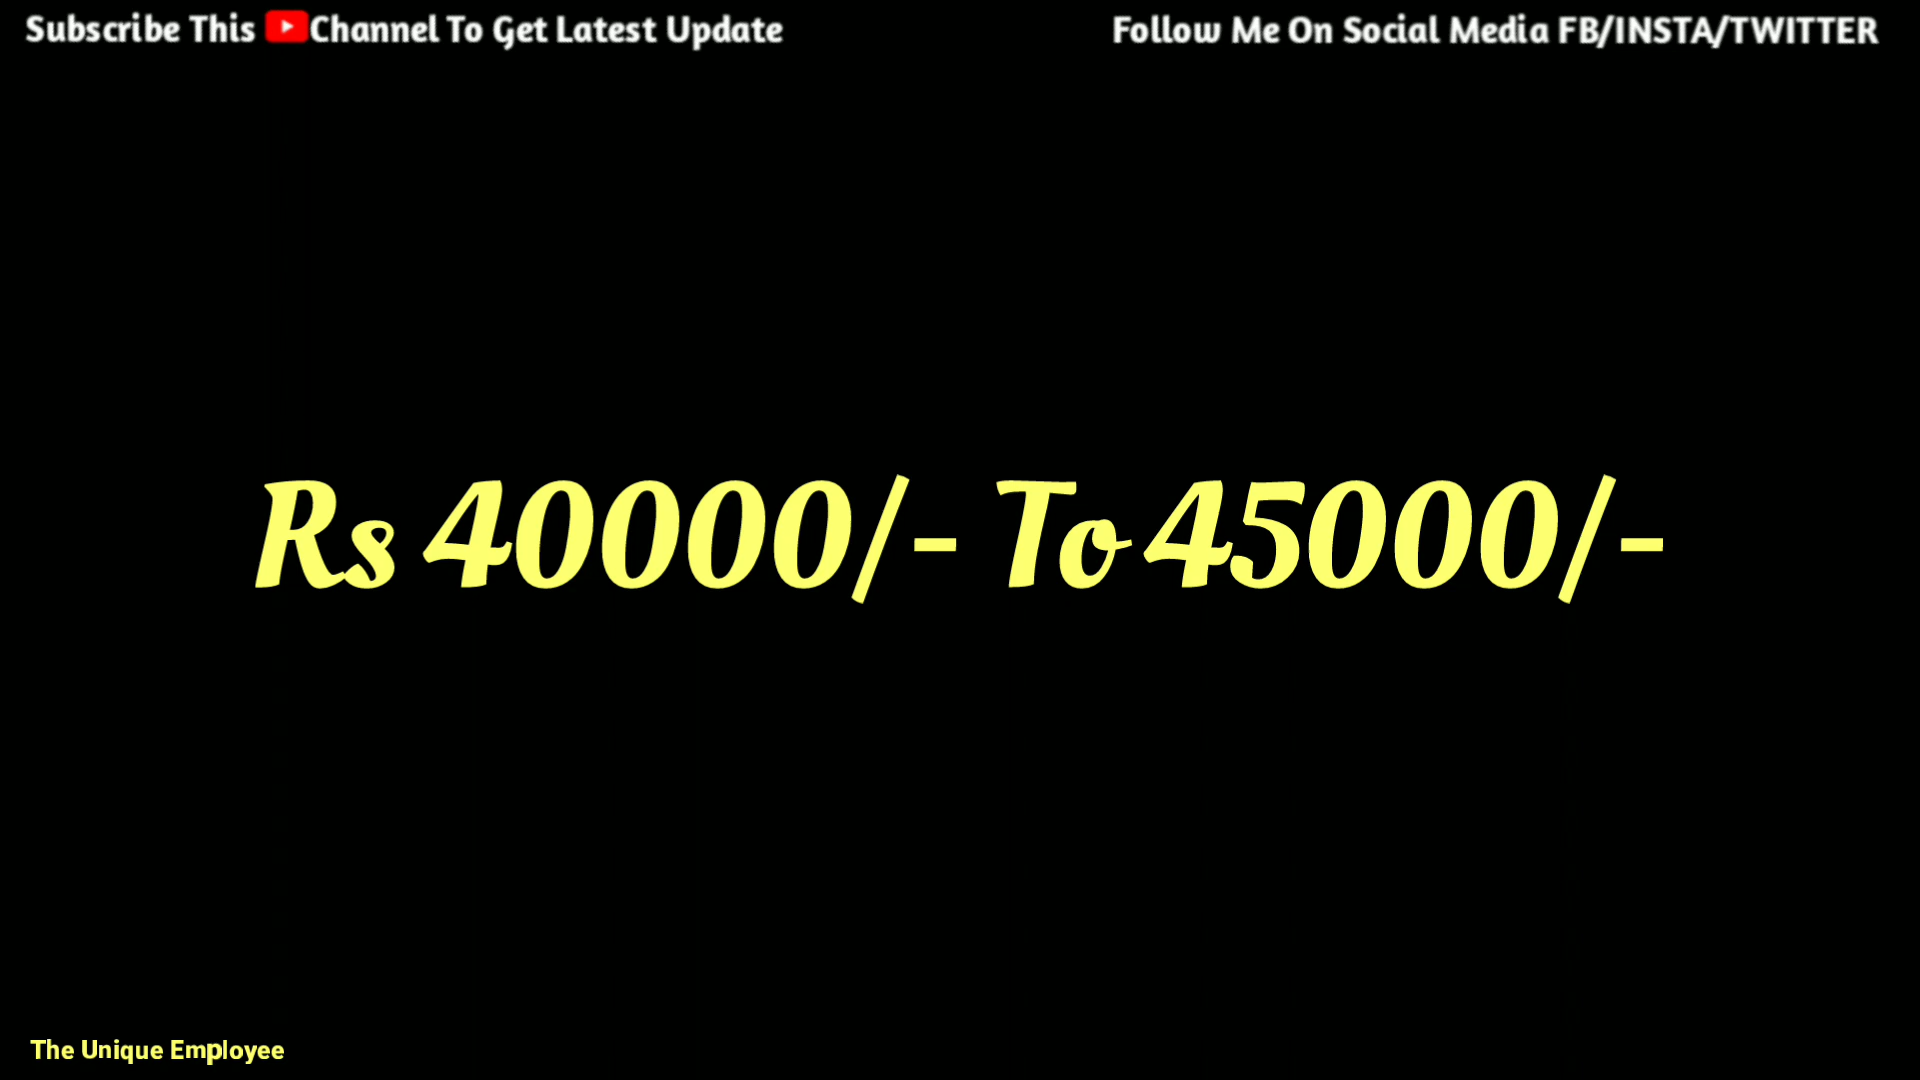 Subscribe This Channel To Get Latest Update
Follow Me On Social Media FB/INSTA/TWITTER
Rs 40000/- To 45000/-
The Unique Employee